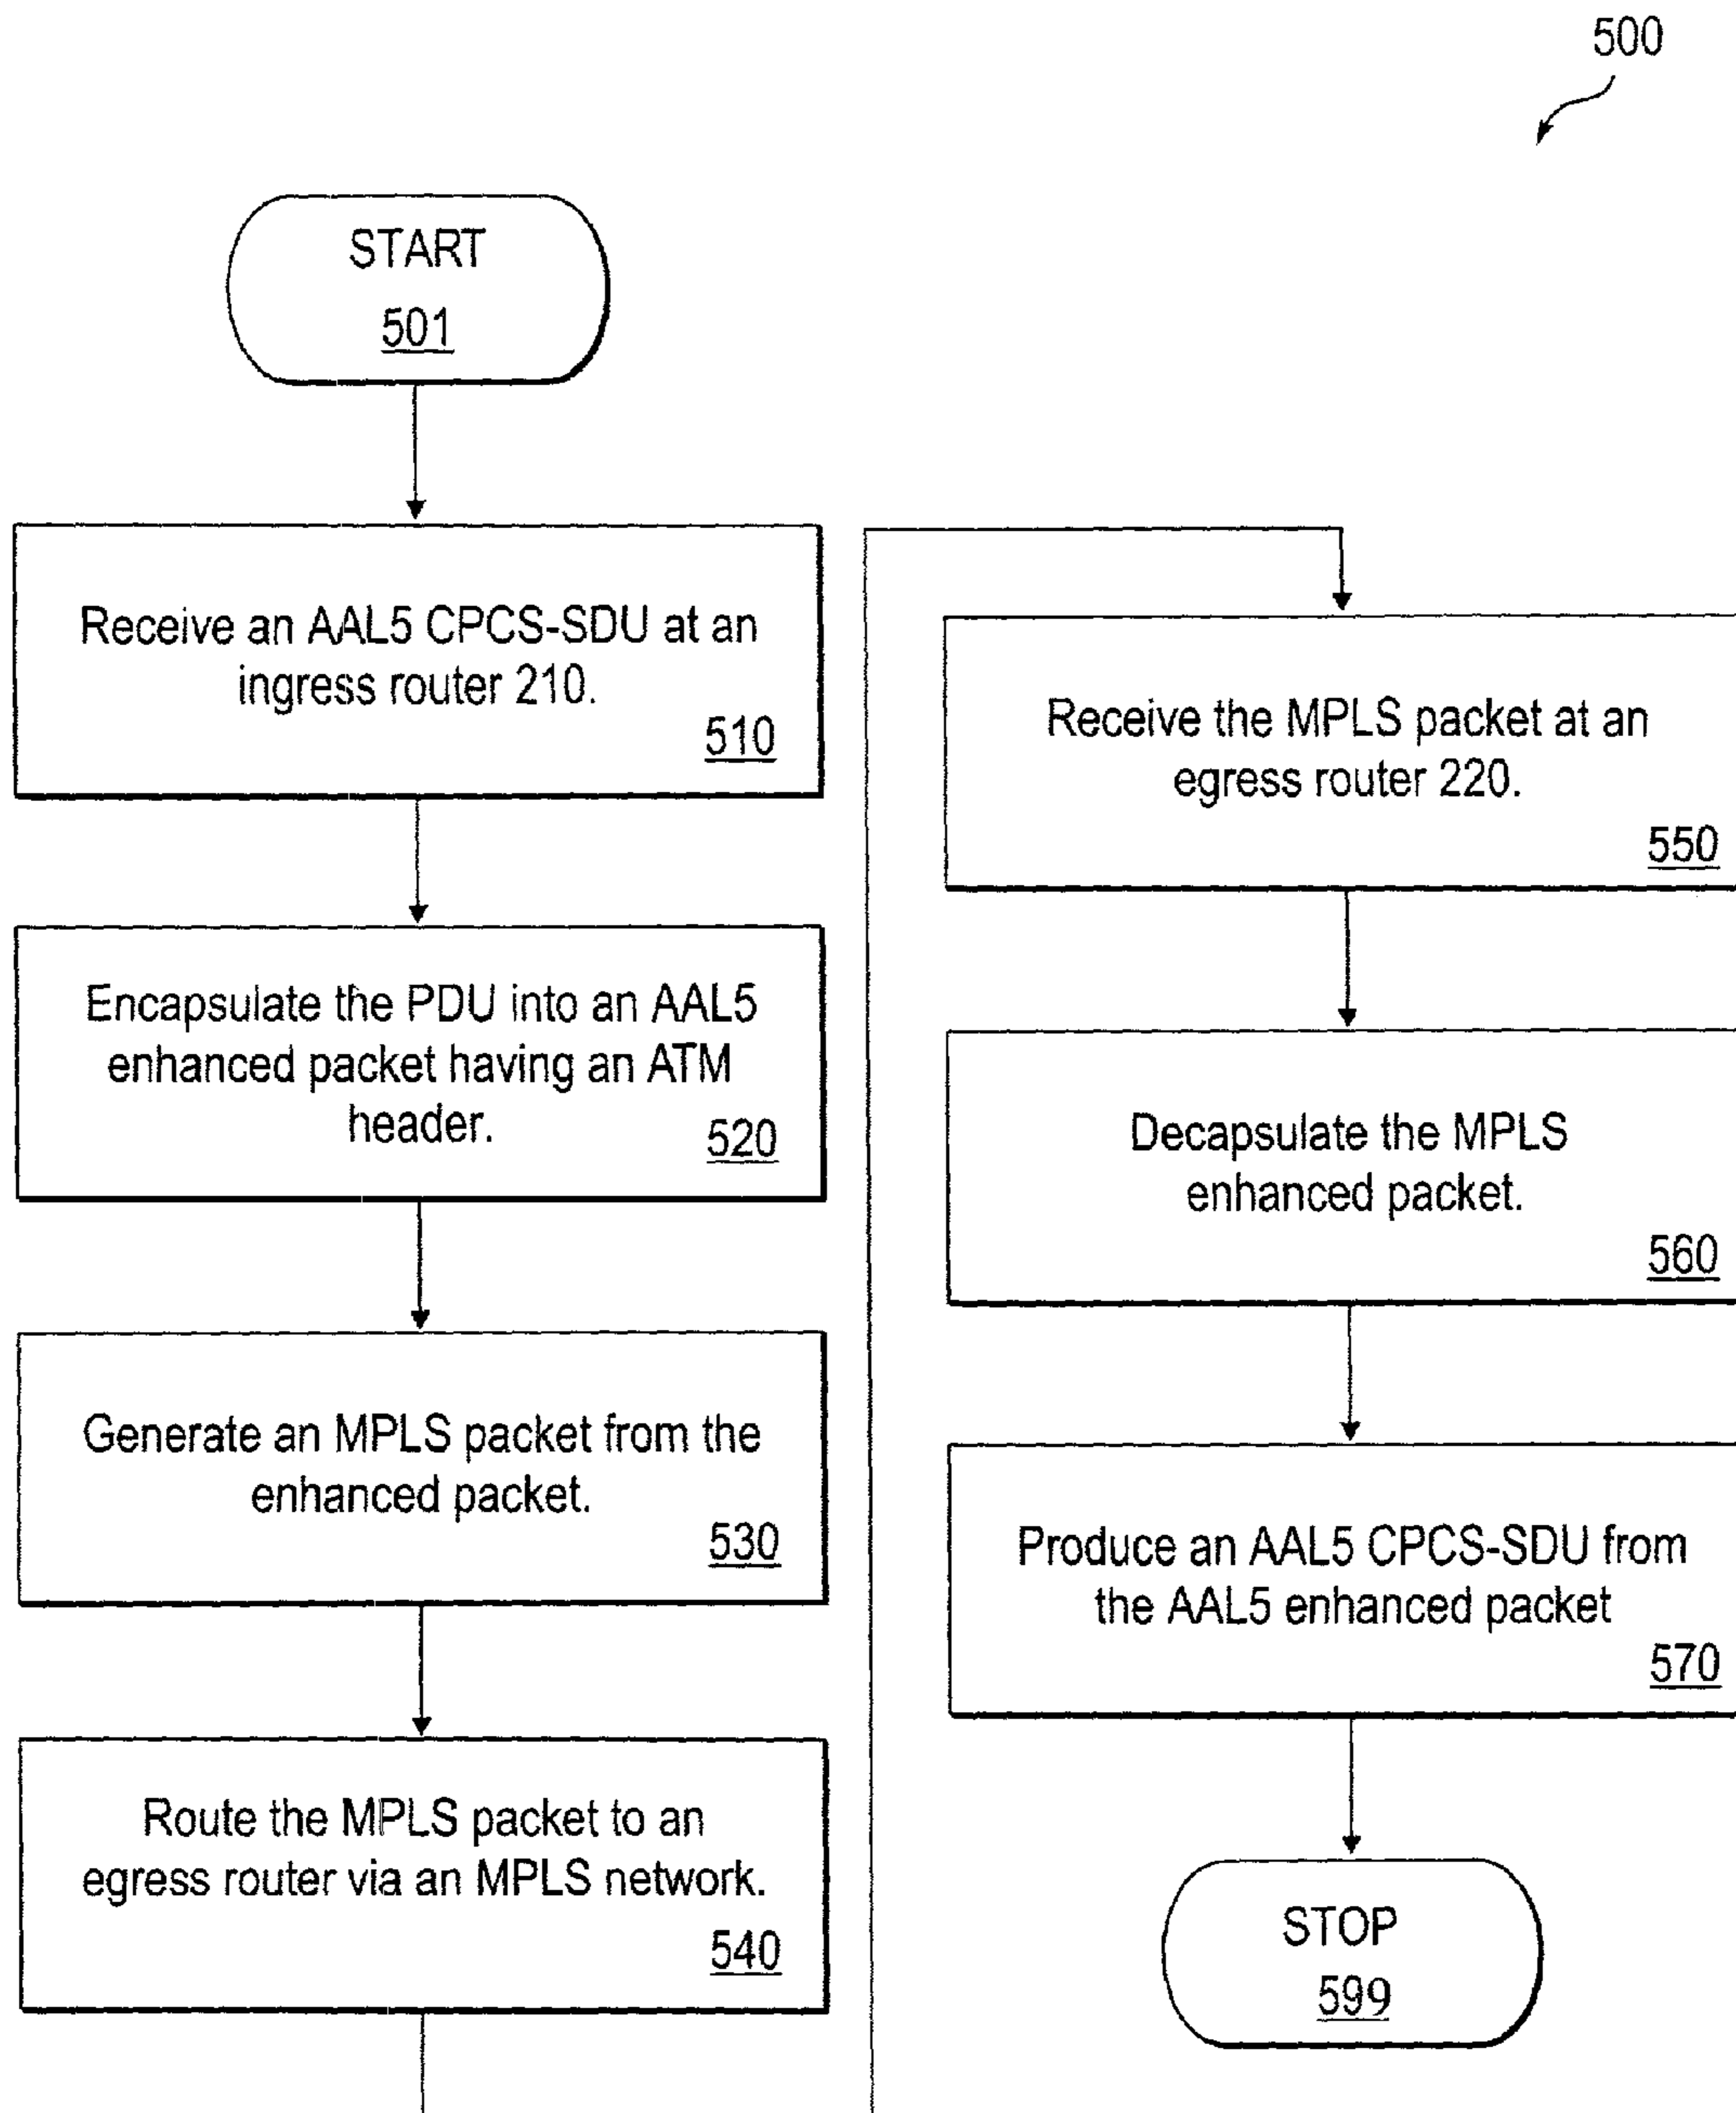 500
START
501
Receive an AAL5 CPCS-SDU at an
ingress router 210.
510
Encapsulate the PDU into an AAL5
enhanced packet having an ATM
header.
520
Generate an MPLS packet from the
enhanced packet.
530
Route the MPLS packet to an
egress router via an MPLS network.
540
Receive the MPLS packet at an
egress router 220.
550
Decapsulate the MPLS
enhanced packet.
560
Produce an AAL5 CPCS-SDU from
the AAL5 enhanced packet
570
STOP
599